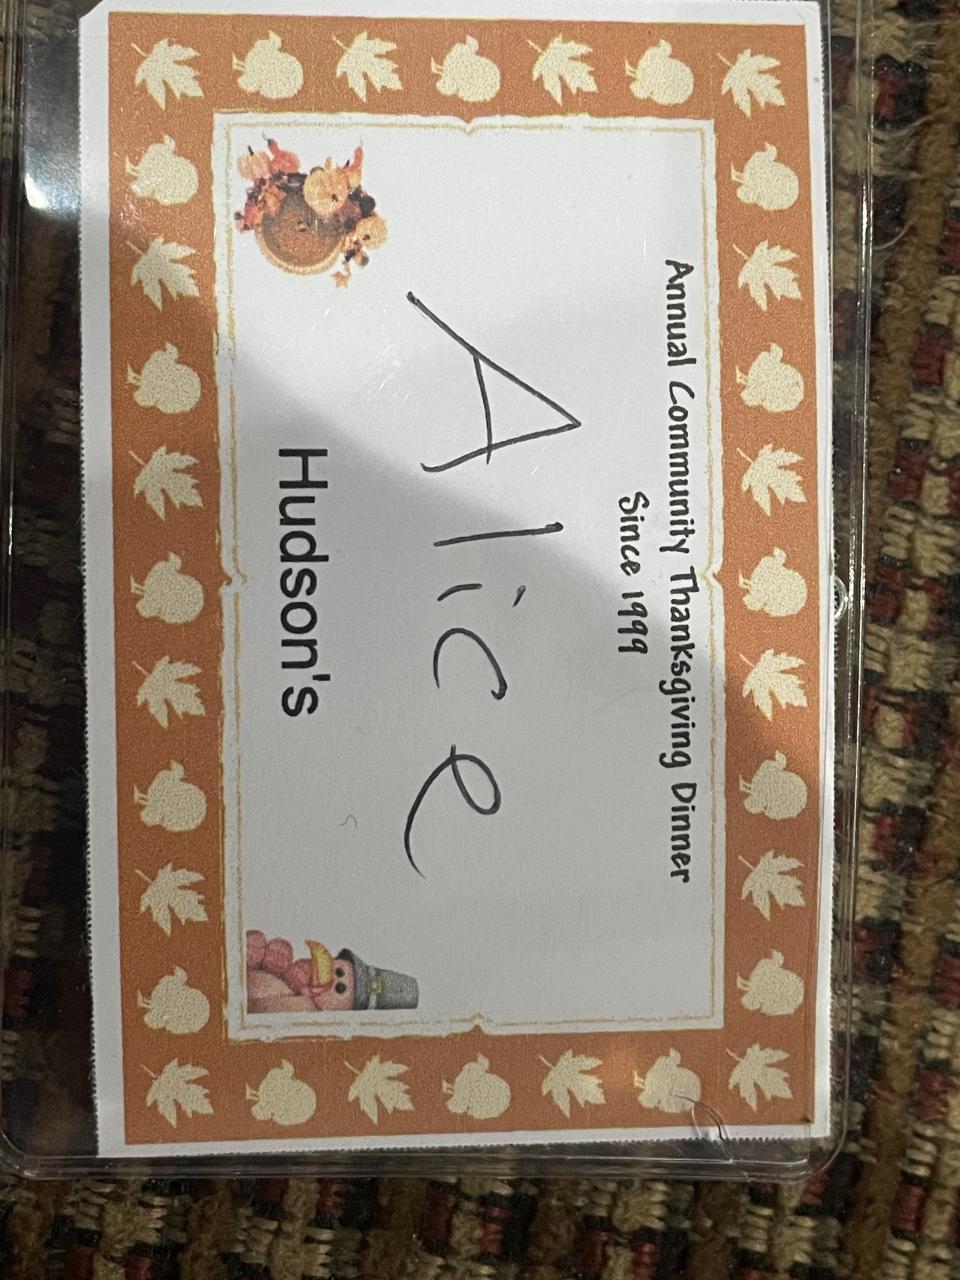 Annual Community Thanksgiving Dinner
Since 1999
Alice
Hudson's